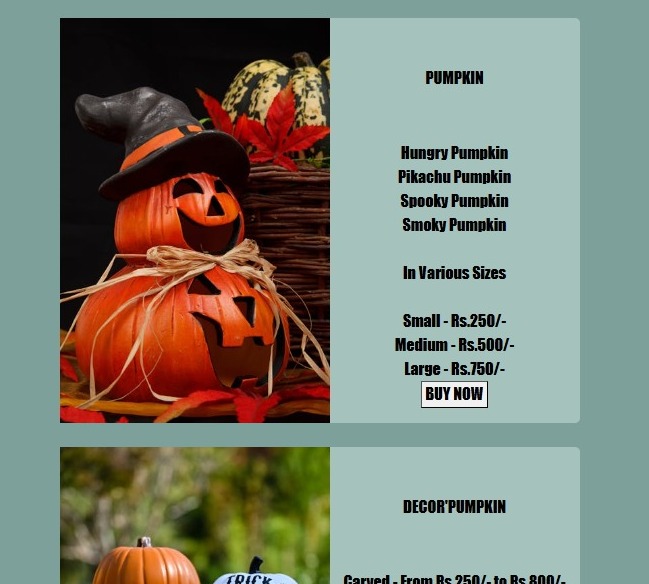 PUMPKIN
Hungry Pumpkin
Pikachu Pumpkin
Spooky Pumpkin
Smoky Pumpkin
In Various Sizes
Small - Rs.250/-
Medium - Rs.500/-
Large - Rs.750/-
BUY NOW
DECOR'PUMPKIN
TRICK
Carved - From Rs.250/- to Rs.800/-